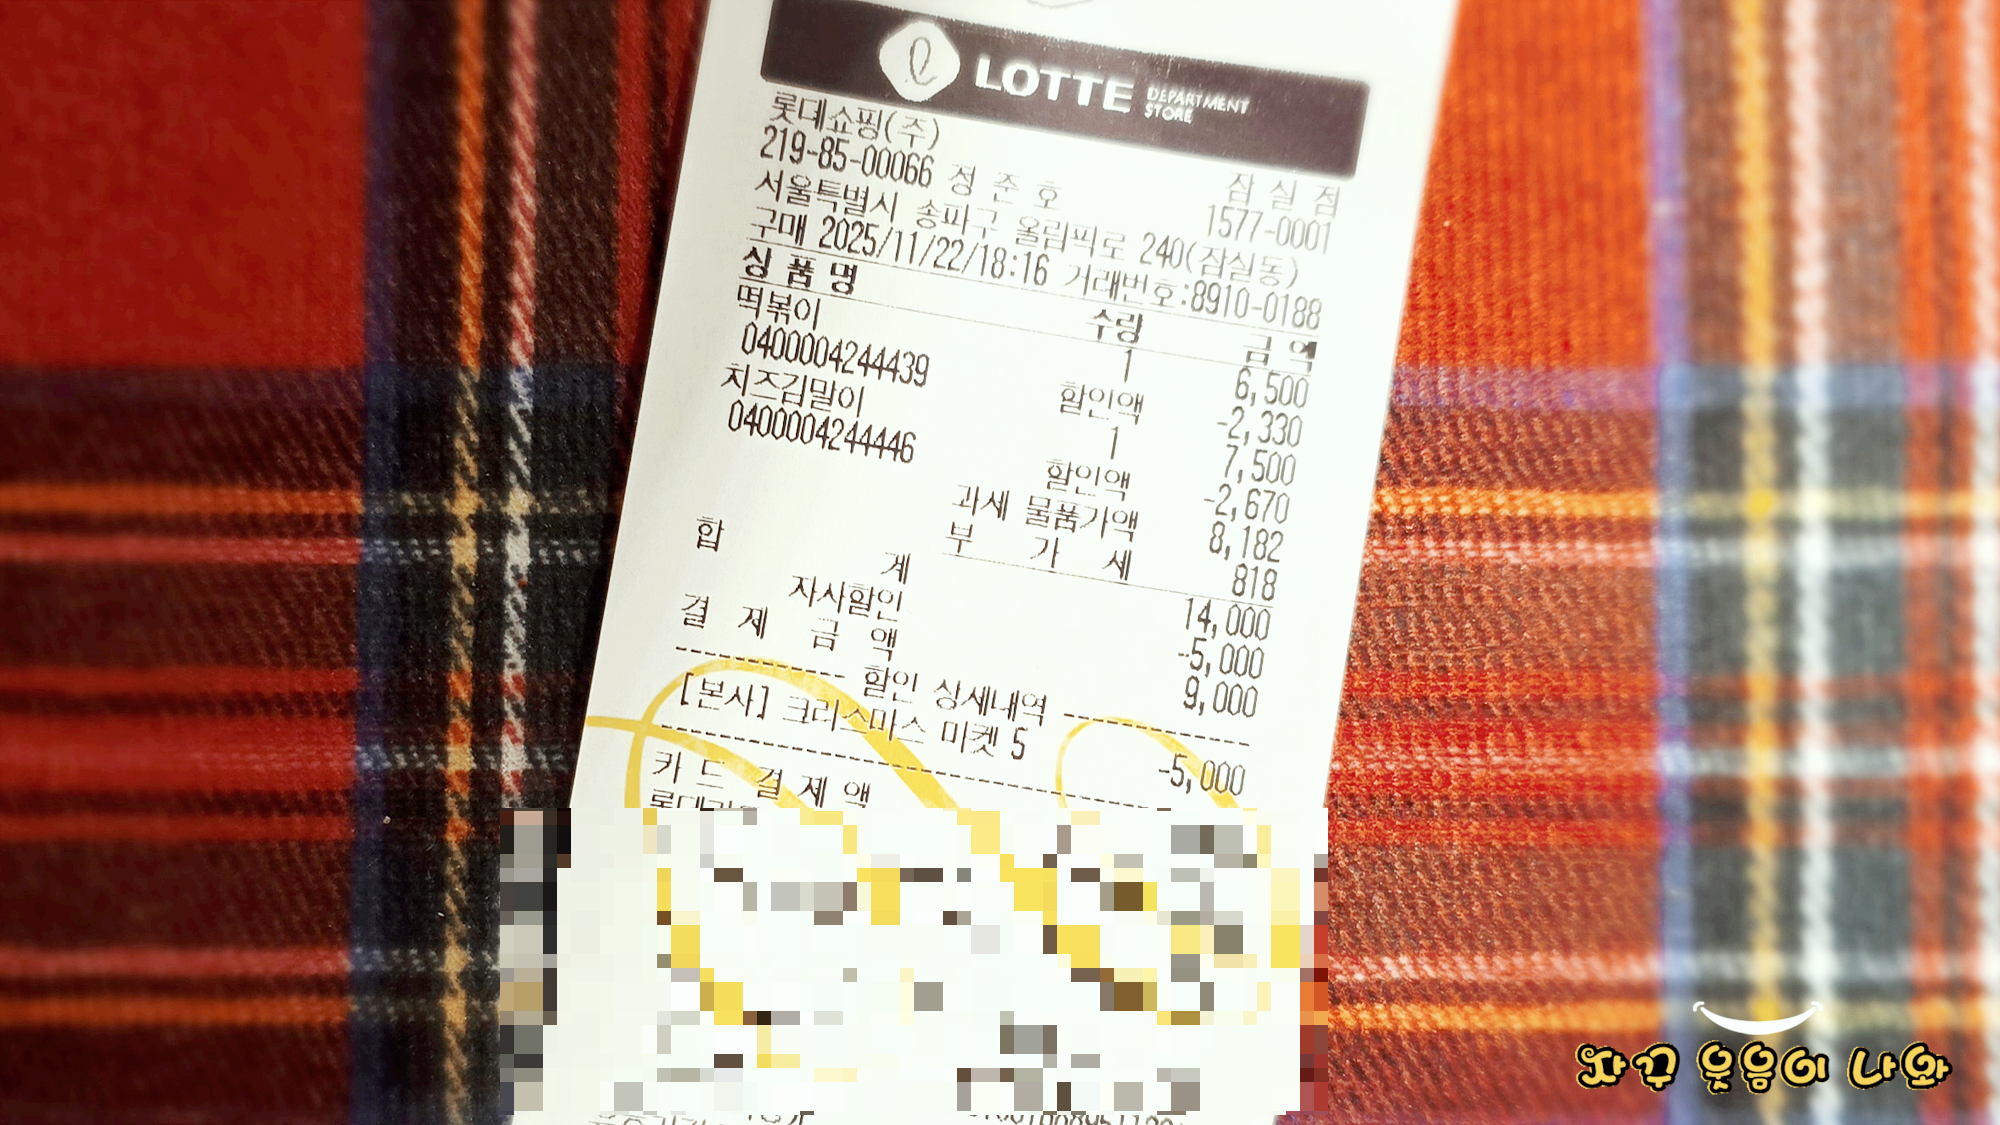 LOTTE DEPARTMENT STORE
롯데쇼핑(주) 잠 실 점
219-85-00066 정 준 호 1577-0001
서울특별시 송파구 올림픽로 240(잠실동)
구매 2025/11/22/18:16 거래번호:8910-0188
상 품 명 수량 금 액
떡볶이 1 6,500
0400004244439 할인액 -2,330
치즈김말이 1 7,500
0400004244446 할인액 -2,670
과세 물품가액 8,182
부 가 세 818
합 계 14,000
자사할인 -5,000
결 제 금 액 9,000
할인 상세내역
[본사] 크리스마스 마켓 5 -5,000
카 드 결 제 액
자꾸 웃음이 나와